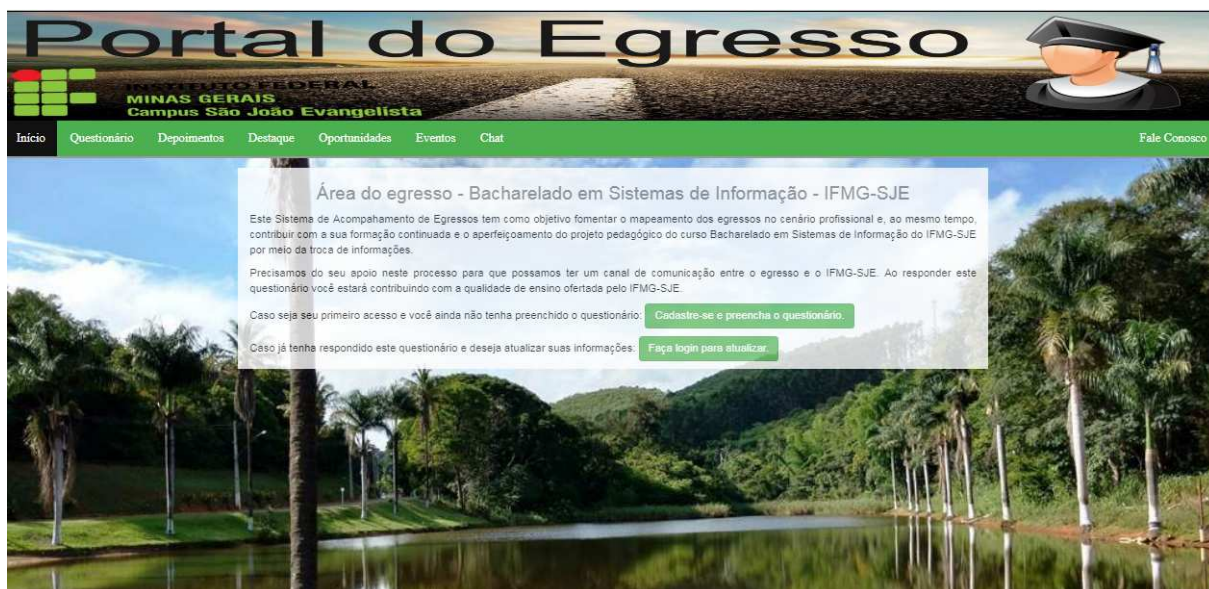 Portal do Egresso
INSTITUTO FEDERAL
MINAS GERAIS
Campus São João Evangelista
Início Questionário Depoimentos Destaque Oportunidades Eventos Chat Fale Conosco
Área do egresso - Bacharelado em Sistemas de Informação - IFMG-SJE
Este Sistema de Acompahamento de Egressos tem como objetivo fomentar o mapeamento dos egressos no cenário profissional e, ao mesmo tempo,
contribuir com a sua formação continuada e o aperfeiçoamento do projeto pedagógico do curso Bacharelado em Sistemas de Informação do IFMG-SJE
por meio da troca de informações.
Precisamos do seu apoio neste processo para que possamos ter um canal de comunicação entre o egresso e o IFMG-SJE. Ao responder este
questionário você estará contribuindo com a qualidade de ensino ofertada pelo IFMG-SJE.
Caso seja seu primeiro acesso e você ainda não tenha preenchido o questionário: Cadastre-se e preencha o questionário.
Caso já tenha respondido este questionário e deseja atualizar suas informações: Faça login para atualizar.